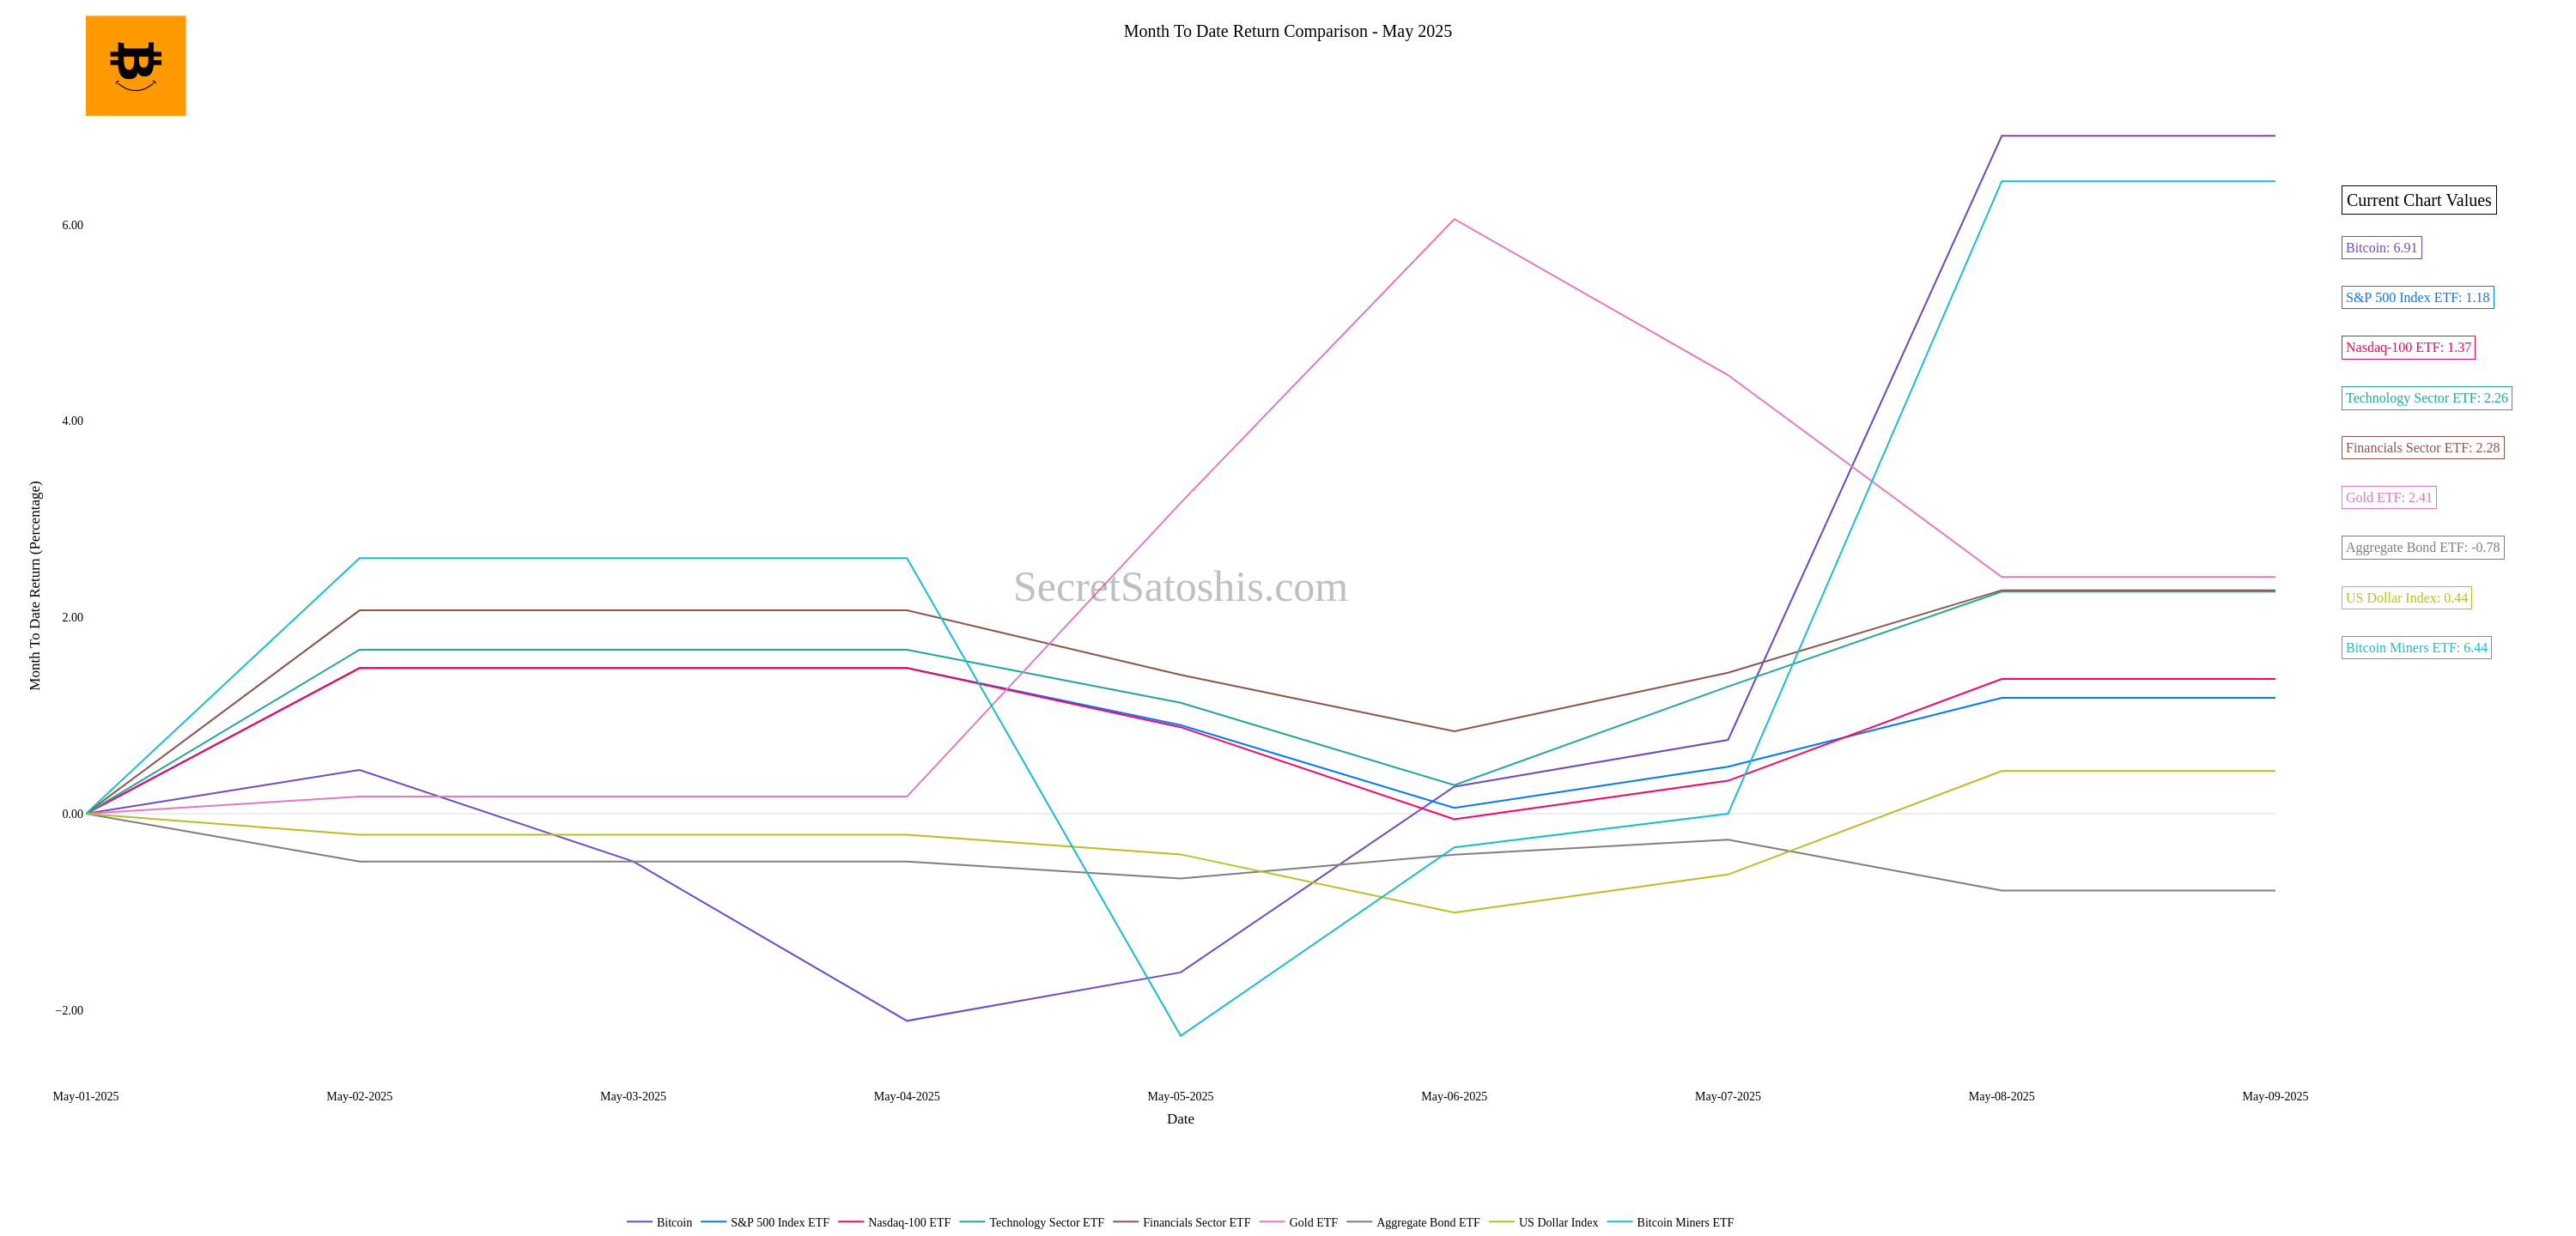 Month To Date Return Comparison - May 2025
6.00
4.00
2.00
0.00
−2.00
Month To Date Return (Percentage)
SecretSatoshis.com
Current Chart Values
Bitcoin: 6.91
S&P 500 Index ETF: 1.18
Nasdaq-100 ETF: 1.37
Technology Sector ETF: 2.26
Financials Sector ETF: 2.28
Gold ETF: 2.41
Aggregate Bond ETF: -0.78
US Dollar Index: 0.44
Bitcoin Miners ETF: 6.44
May-01-2025 May-02-2025 May-03-2025 May-04-2025 May-05-2025 May-06-2025 May-07-2025 May-08-2025 May-09-2025
Date
Bitcoin S&P 500 Index ETF Nasdaq-100 ETF Technology Sector ETF Financials Sector ETF Gold ETF Aggregate Bond ETF US Dollar Index Bitcoin Miners ETF